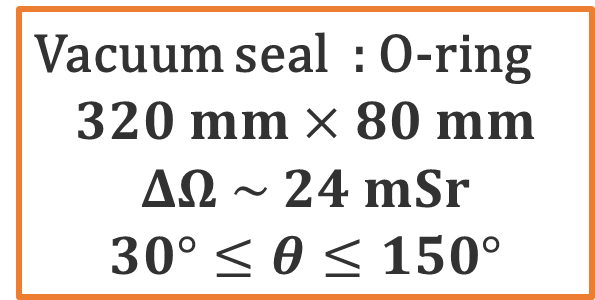 Vacuum seal : O-ring
320 mm × 80 mm
ΔΩ ~ 24 mSr
30° ≤ θ ≤ 150°